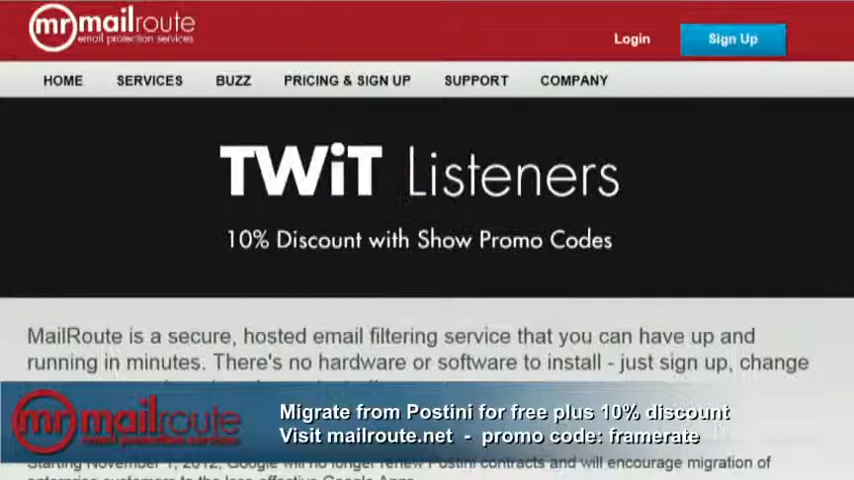 mr mailroute
email protection services
Login
Sign Up
HOME SERVICES BUZZ PRICING & SIGN UP SUPPORT COMPANY
TWiT Listeners
10% Discount with Show Promo Codes
MailRoute is a secure, hosted email filtering service that you can have up and
running in minutes. There's no hardware or software to install - just sign up, change
mr mailroute
email protection services
Migrate from Postini for free plus 10% discount
Visit mailroute.net - promo code: framerate
Starting November 1, 2012, Google will no longer renew Postini contracts and will encourage migration of